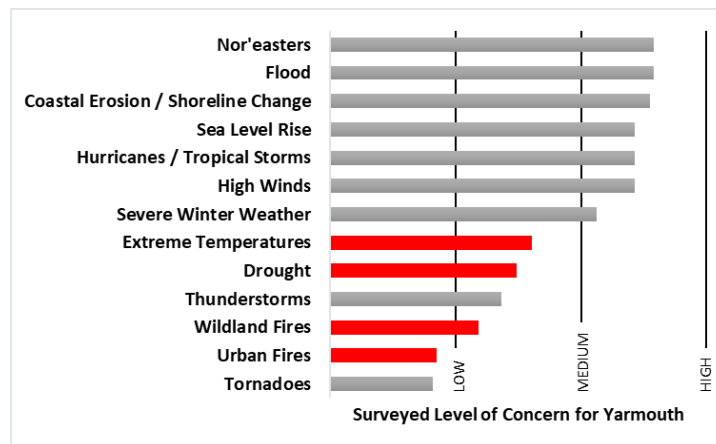 Nor'easters
Flood
Coastal Erosion / Shoreline Change
Sea Level Rise
Hurricanes / Tropical Storms
High Winds
Severe Winter Weather
Extreme Temperatures
Drought
Thunderstorms
Wildland Fires
Urban Fires
Tornadoes
LOW
MEDIUM
HIGH
Surveyed Level of Concern for Yarmouth